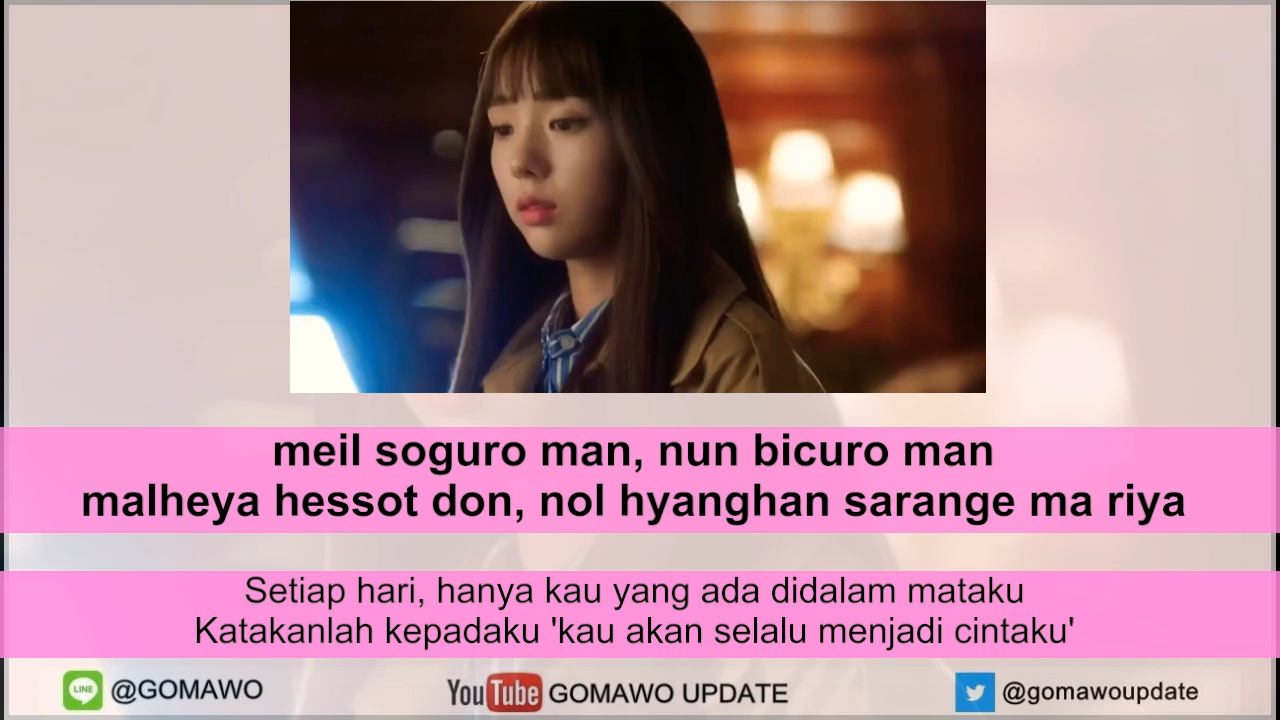 meil soguro man, nun bicuro man
malheya hessot don, nol hyanghan sarange ma riya
Setiap hari, hanya kau yang ada didalam mataku
Katakanlah kepadaku 'kau akan selalu menjadi cintaku'
LINE @GOMAWO
YouTube GOMAWO UPDATE
@gomawoupdate